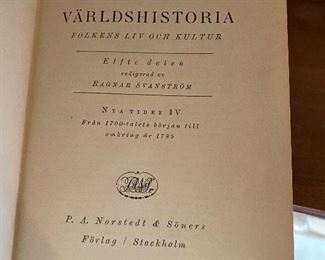 VÄRLDSHISTORIA
FOLKENS LIV OCH KULTUR
Elfte delen
redigerad av
RAGNAR SVANSTRÖM
NYA TIDEN IV
Från 1700-talets början till
omkring år 1795
P. A. Norstedt & Söners
Förlag / Stockholm